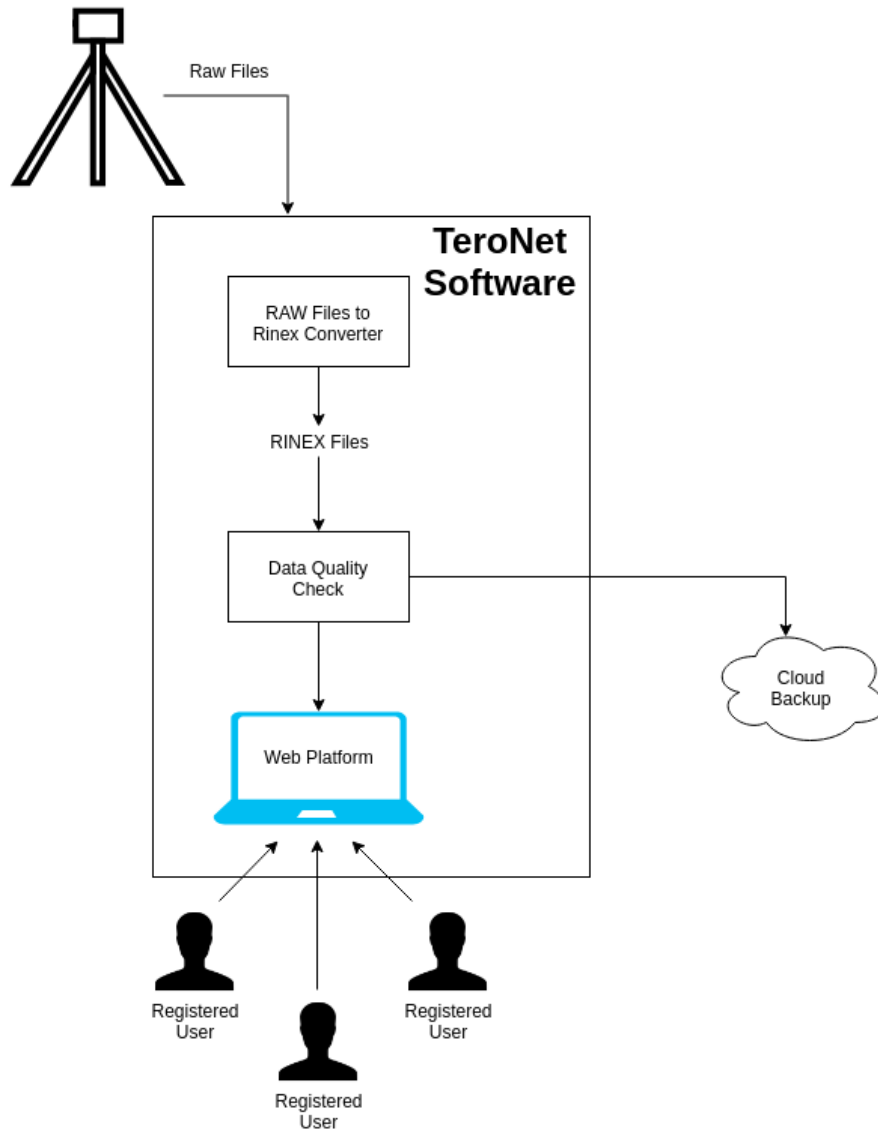 Raw Files
TeroNet
Software
RAW Files to
Rinex Converter
RINEX Files
Data Quality
Check
Cloud
Backup
Web Platform
Registered
User
Registered
User
Registered
User